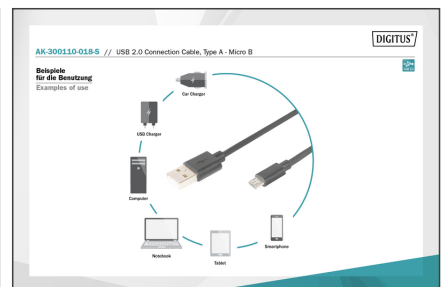 DIGITUS®
AK-300110-018-S // USB 2.0 Connection Cable, Type A - Micro B
Beispiele
für die Benutzung
Examples of use
Car Charger
USB Charger
Computer
Notebook
Tablet
Smartphone